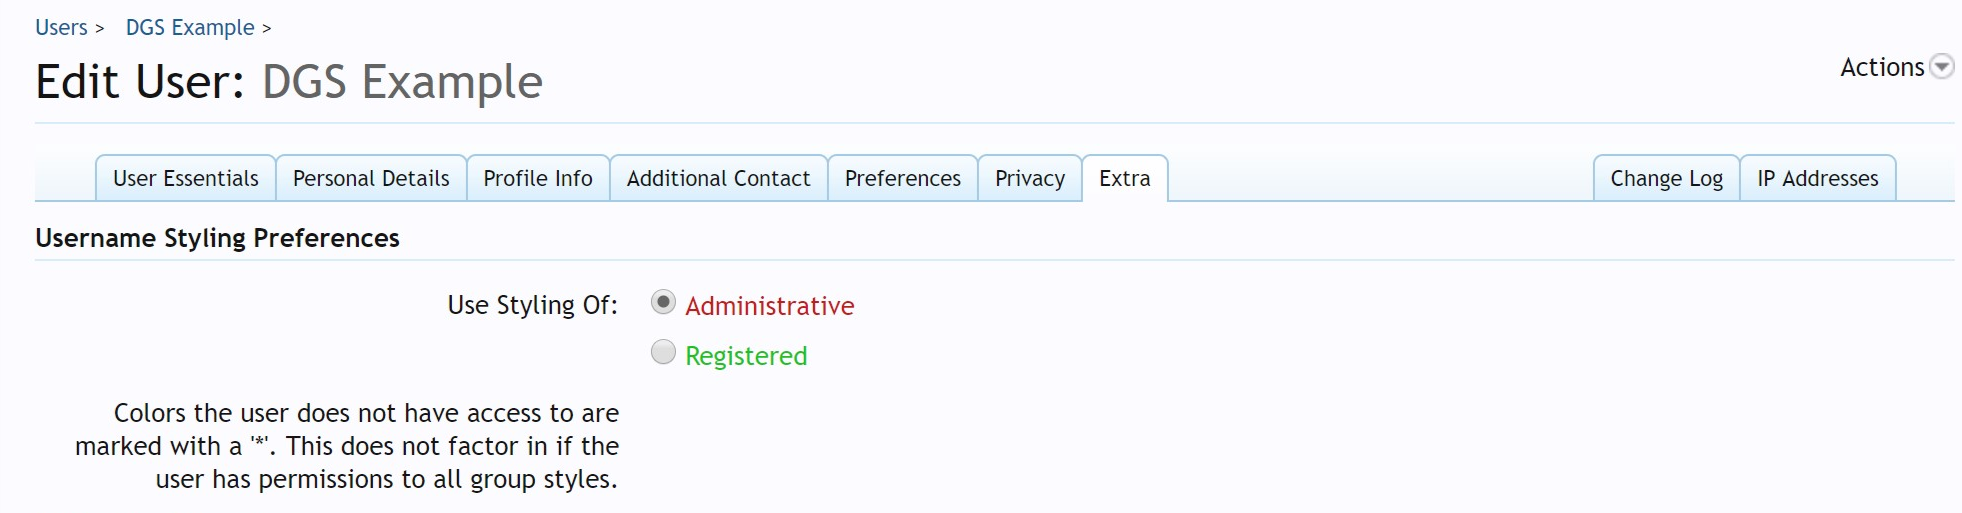 Users > DGS Example >
Edit User: DGS Example
Actions
User Essentials Personal Details Profile Info Additional Contact Preferences Privacy Extra Change Log IP Addresses
Username Styling Preferences
Use Styling Of: Administrative
Registered
Colors the user does not have access to are
marked with a '*'. This does not factor in if the
user has permissions to all group styles.